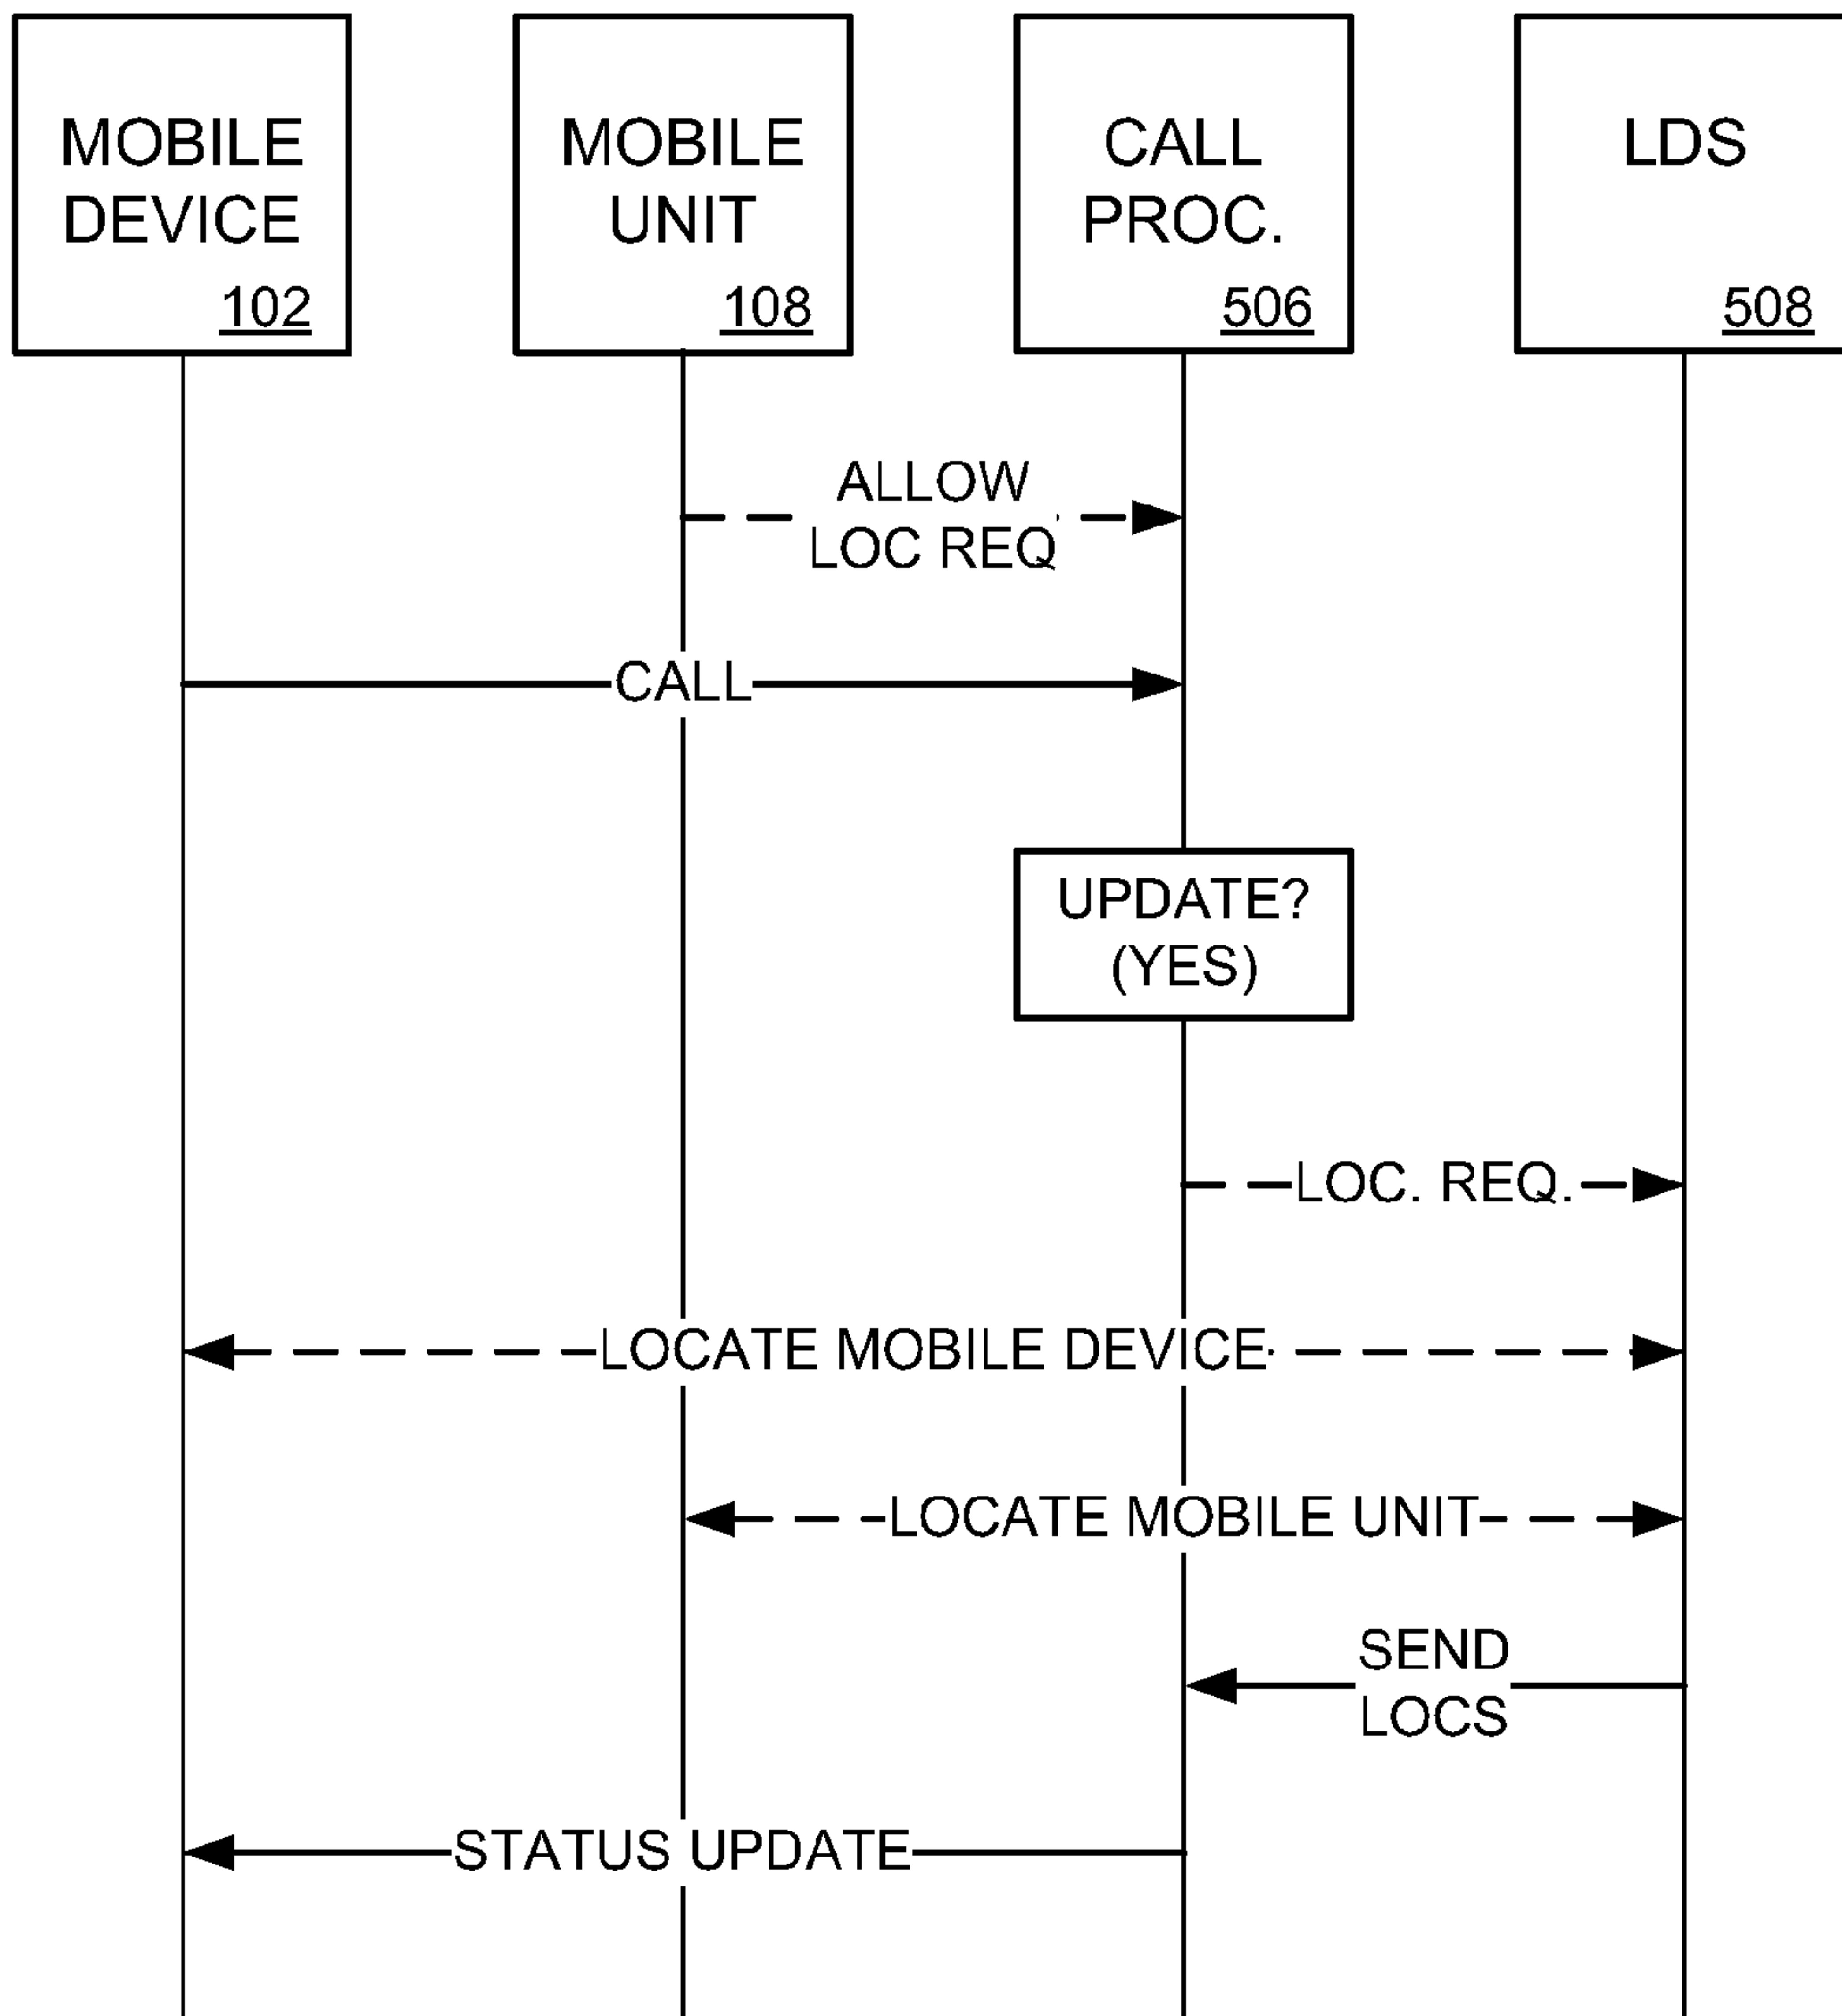 MOBILE
DEVICE
102
MOBILE
UNIT
108
CALL
PROC.
506
LDS
508
ALLOW
LOC REQ
CALL
UPDATE?
(YES)
LOC. REQ.
LOCATE MOBILE DEVICE
LOCATE MOBILE UNIT
SEND
LOCS
STATUS UPDATE